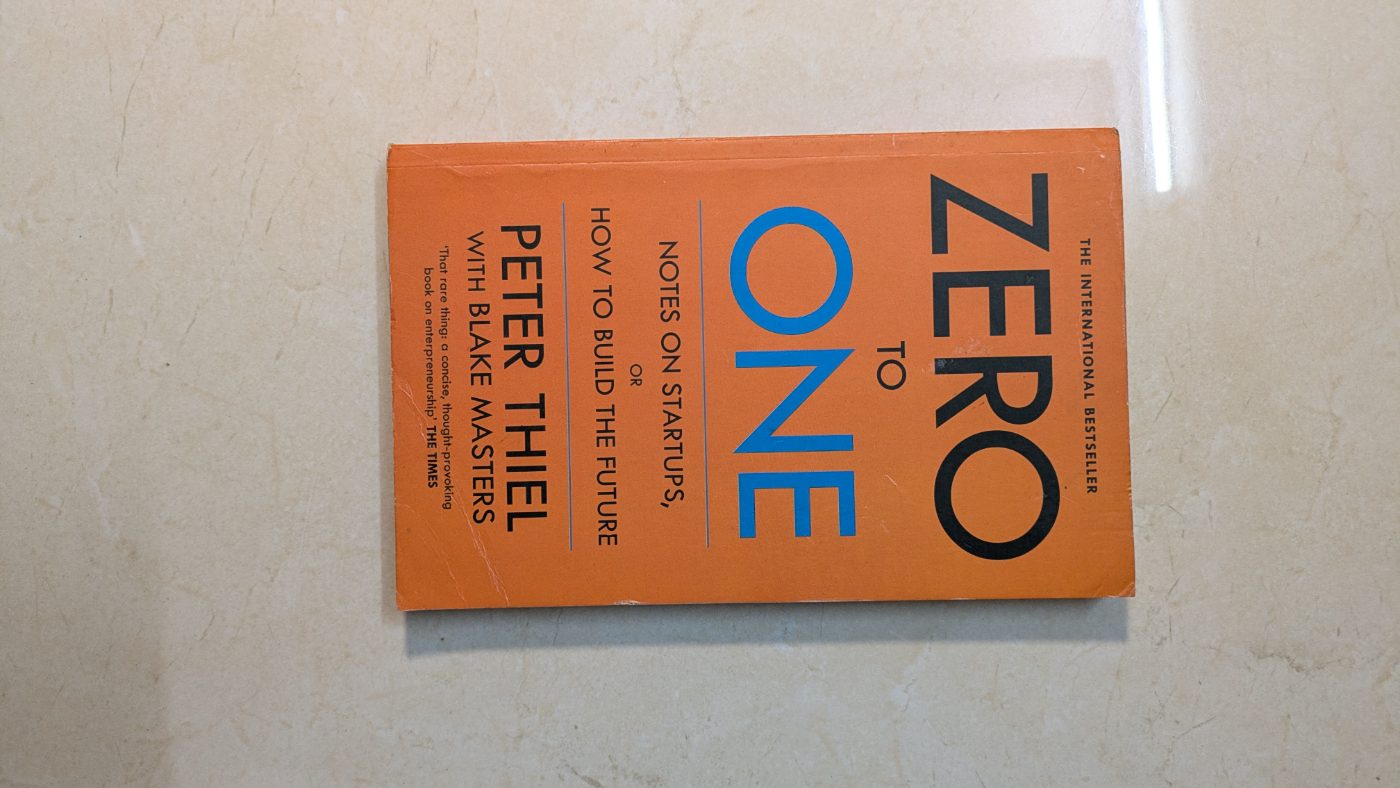 THE INTERNATIONAL BESTSELLER
ZERO
TO
ONE
NOTES ON STARTUPS,
OR
HOW TO BUILD THE FUTURE
PETER THIEL
WITH BLAKE MASTERS
'That rare thing: a concise, thought-provoking
book on enterpreneurship' THE TIMES